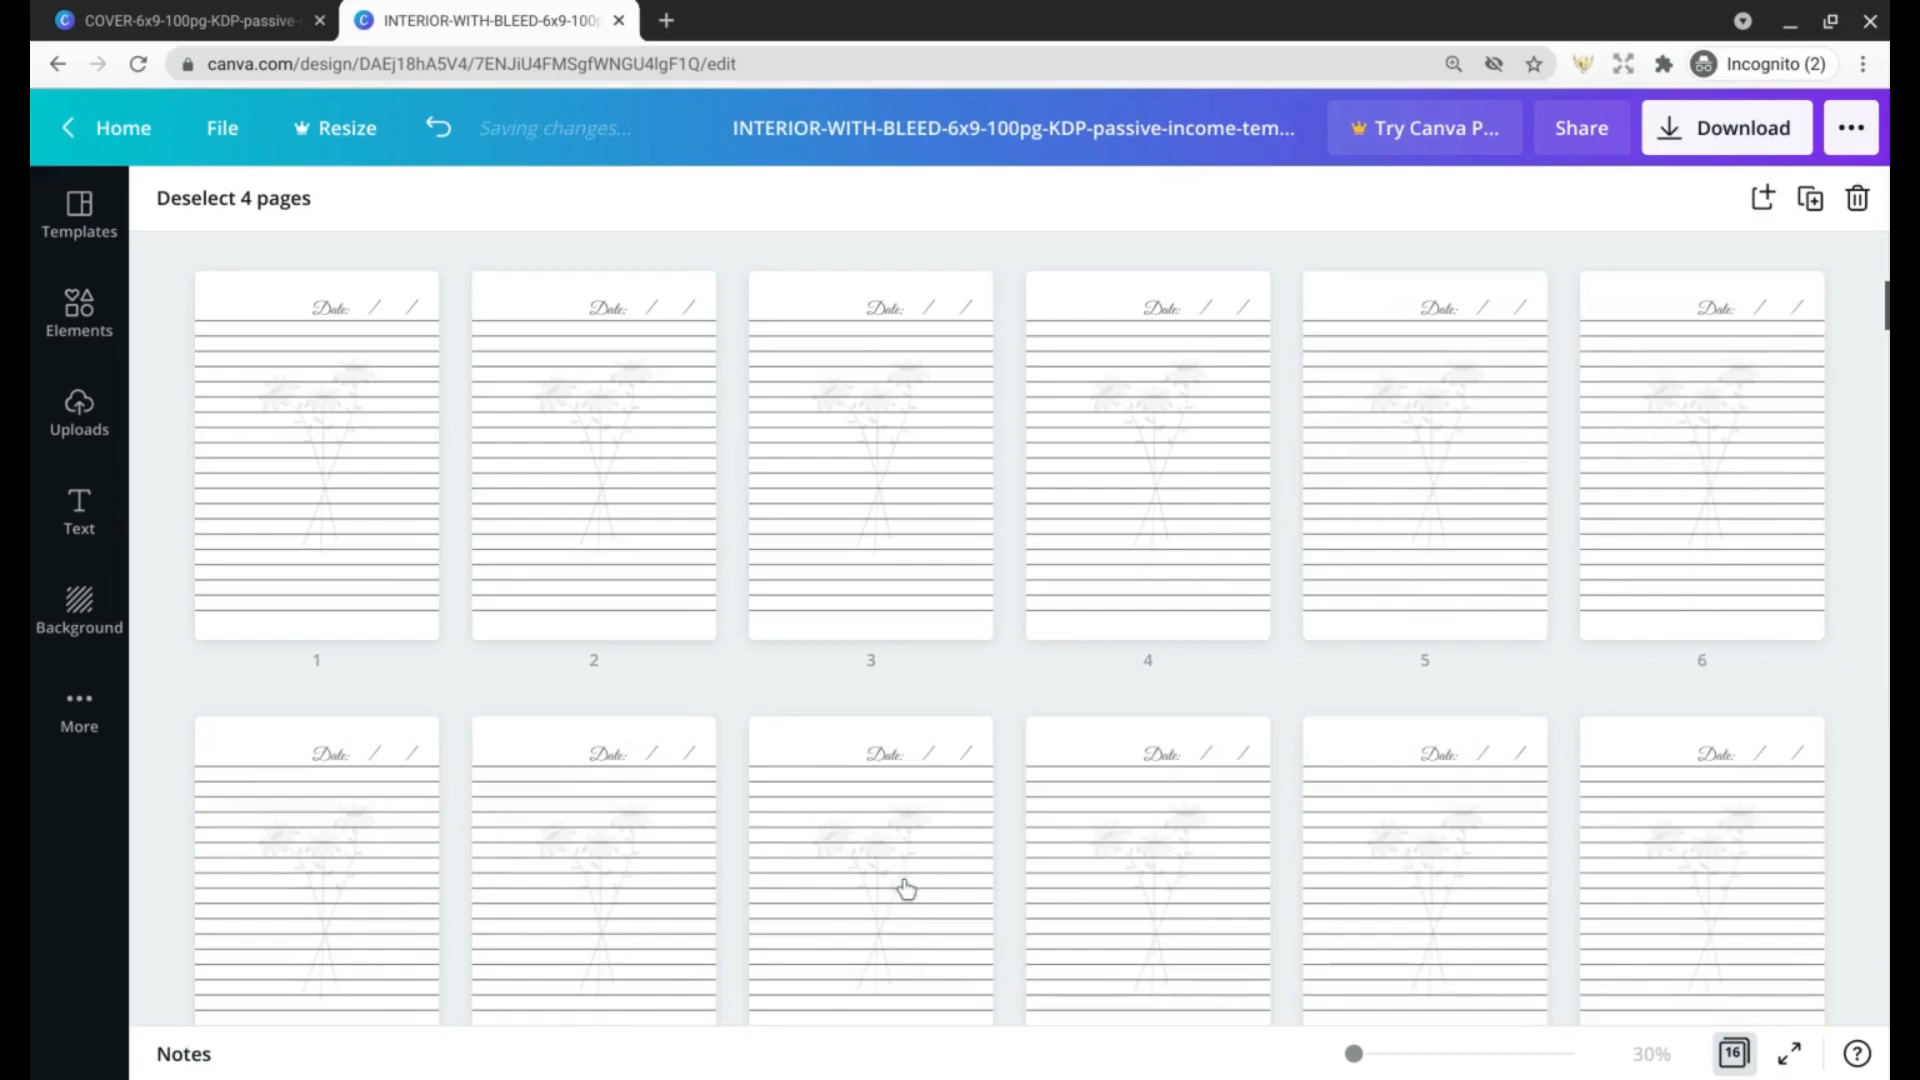 COVER-6x9-100pg-KDP-passive-
INTERIOR-WITH-BLEED-6x9-100p
canva.com/design/DAEj18hA5V4/7ENJiU4FMSgfWNGU4lgF1Q/edit
Incognito (2)
Home
File
Resize
Saving changes...
INTERIOR-WITH-BLEED-6x9-100pg-KDP-passive-income-tem...
Try Canva P...
Share
Download
Deselect 4 pages
Templates
Elements
Uploads
Text
Background
More
Date: / /
Date: / /
Date: / /
Date: / /
Date: / /
Date: / /
1
2
3
4
5
6
Date: / /
Date: / /
Date: / /
Date: / /
Date: / /
Date: / /
Notes
30%
16